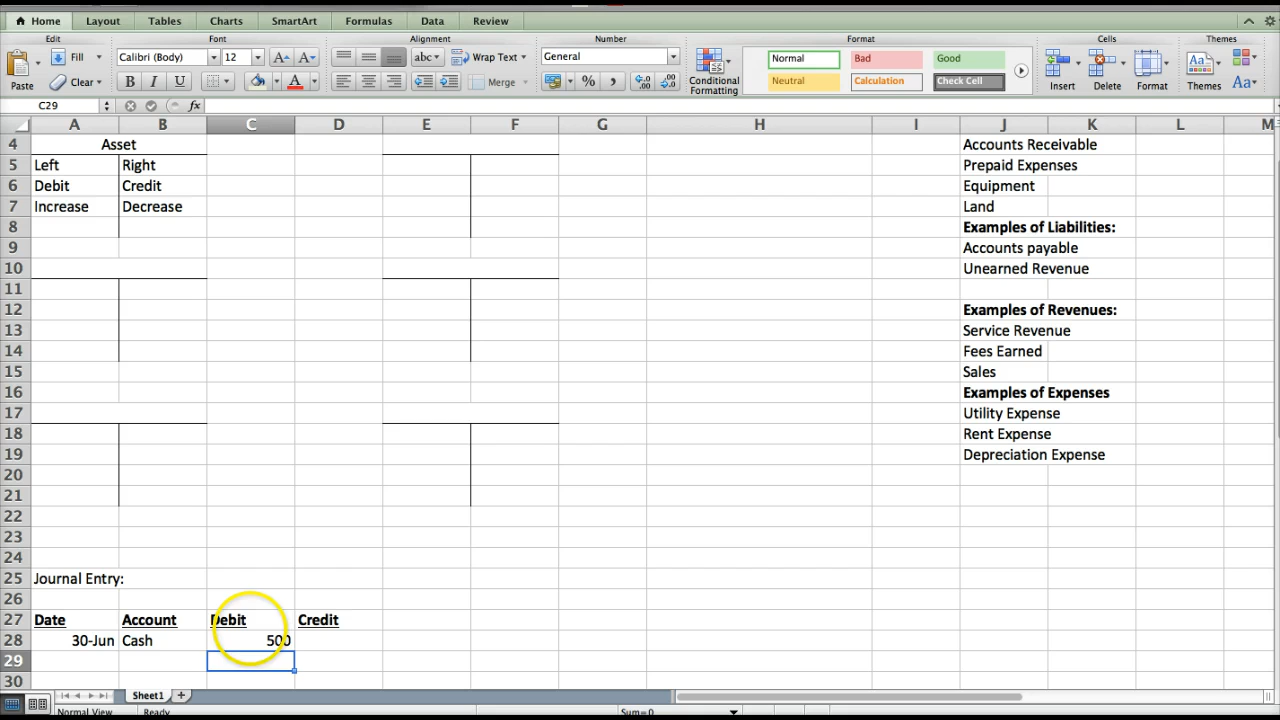 Home Layout Tables Charts SmartArt Formulas Data Review
Edit Font Alignment Number Format Cells Themes
Paste Fill Clear Calibri (Body) 12 A A abc Wrap Text General Conditional Formatting Normal Bad Good Insert Delete Format Themes Aa
B I U A Merge % , Neutral Calculation Check Cell
C29 fx
A B C D E F G H I J K L M
4 Asset Accounts Receivable
5 Left Right Prepaid Expenses
6 Debit Credit Equipment
7 Increase Decrease Land
8 Examples of Liabilities:
9 Accounts payable
10 Unearned Revenue
11
12 Examples of Revenues:
13 Service Revenue
14 Fees Earned
15 Sales
16 Examples of Expenses
17 Utility Expense
18 Rent Expense
19 Depreciation Expense
20
21
22
23
24
25 Journal Entry:
26
27 Date Account Debit Credit
28 30-Jun Cash 500
29
30
Sheet1
Normal View Ready Sum=0